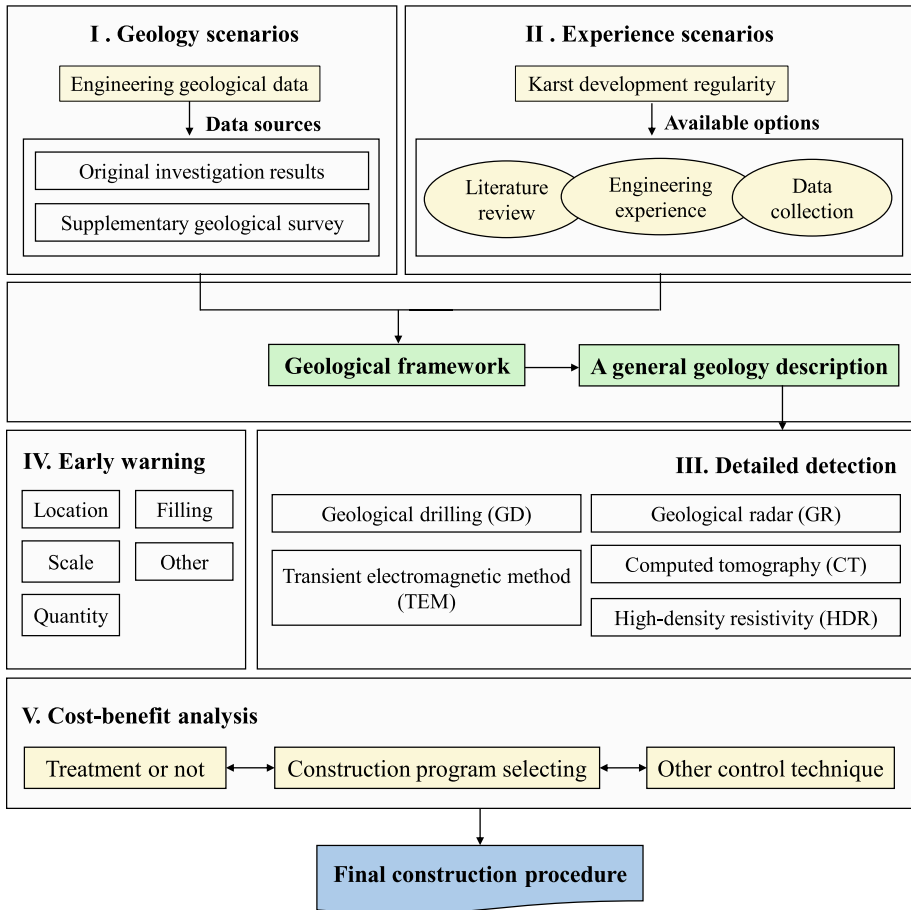 I . Geology scenarios
Engineering geological data
Data sources
Original investigation results
Supplementary geological survey
II . Experience scenarios
Karst development regularity
Available options
Literature
review
Engineering
experience
Data
collection
Geological framework
A general geology description
IV. Early warning
Location
Filling
Scale
Other
Quantity
III. Detailed detection
Geological drilling (GD)
Geological radar (GR)
Transient electromagnetic method
(TEM)
Computed tomography (CT)
High-density resistivity (HDR)
V. Cost-benefit analysis
Treatment or not
Construction program selecting
Other control technique
Final construction procedure